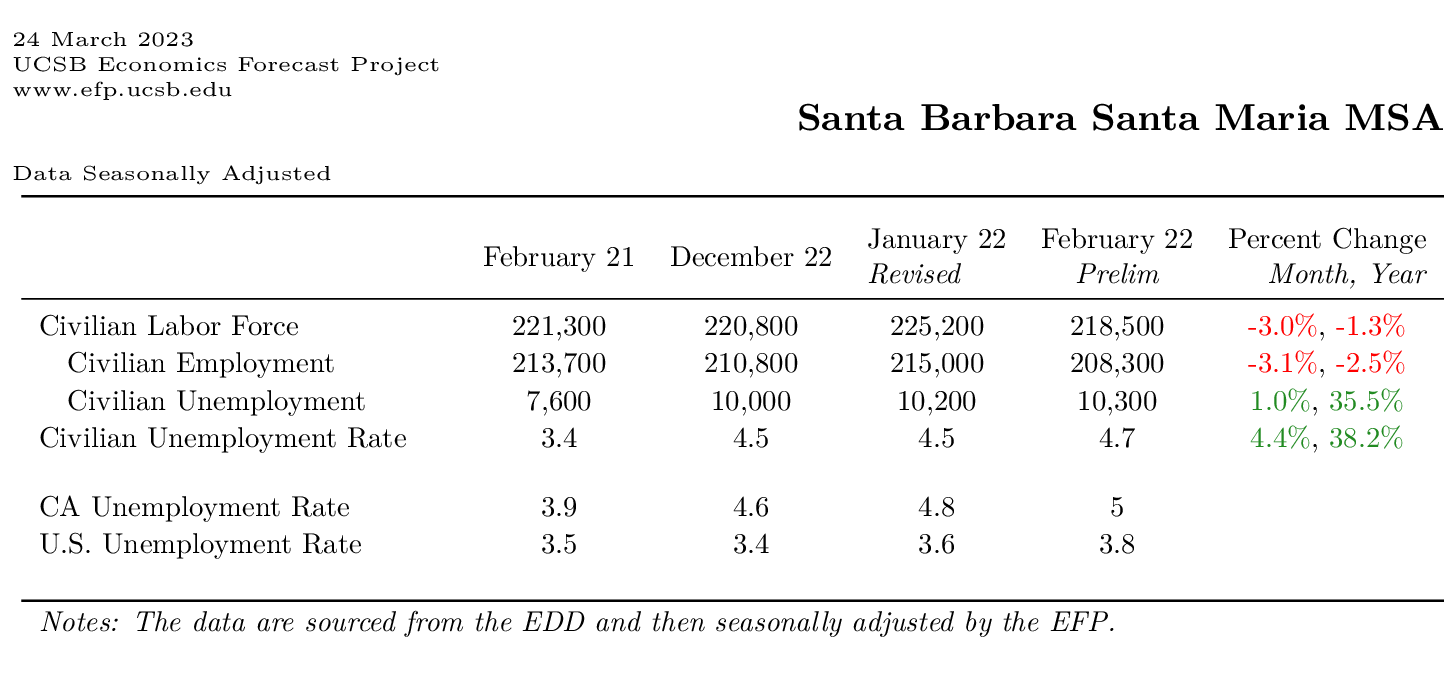 24 March 2023
UCSB Economics Forecast Project
www.efp.ucsb.edu
Santa Barbara Santa Maria MSA
Data Seasonally Adjusted
February 21 December 22 January 22 Revised February 22 Prelim Percent Change Month, Year
Civilian Labor Force 221,300 220,800 225,200 218,500 -3.0%, -1.3%
Civilian Employment 213,700 210,800 215,000 208,300 -3.1%, -2.5%
Civilian Unemployment 7,600 10,000 10,200 10,300 1.0%, 35.5%
Civilian Unemployment Rate 3.4 4.5 4.5 4.7 4.4%, 38.2%
CA Unemployment Rate 3.9 4.6 4.8 5
U.S. Unemployment Rate 3.5 3.4 3.6 3.8
Notes: The data are sourced from the EDD and then seasonally adjusted by the EFP.